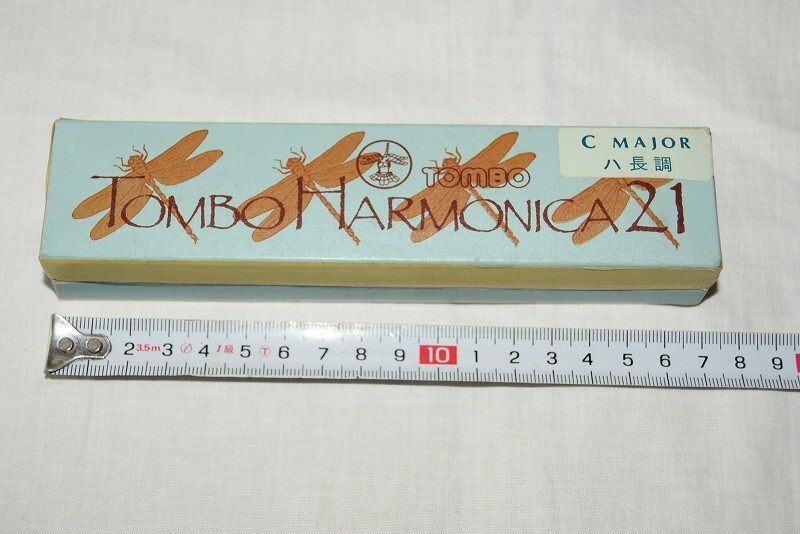 C MAJOR
ハ長調
TOMBO
TOMBO HARMONICA 21
2 3.5m 3 4 1級 5 6 7 8 9 10 1 2 3 4 5 6 7 8 9